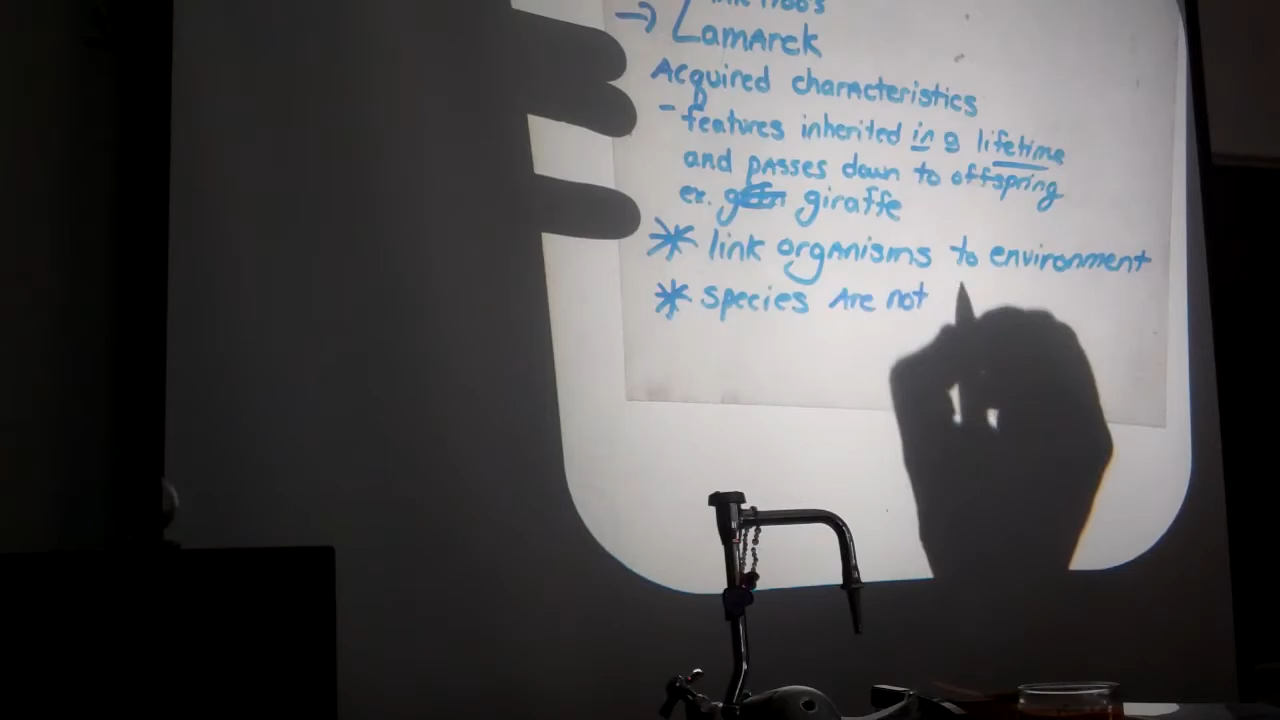 1700's
→ Lamarck
Acquired characteristics
- features inherited in a lifetime
and passes down to offspring
ex. giraffe
* link organisms to environment
* species are not